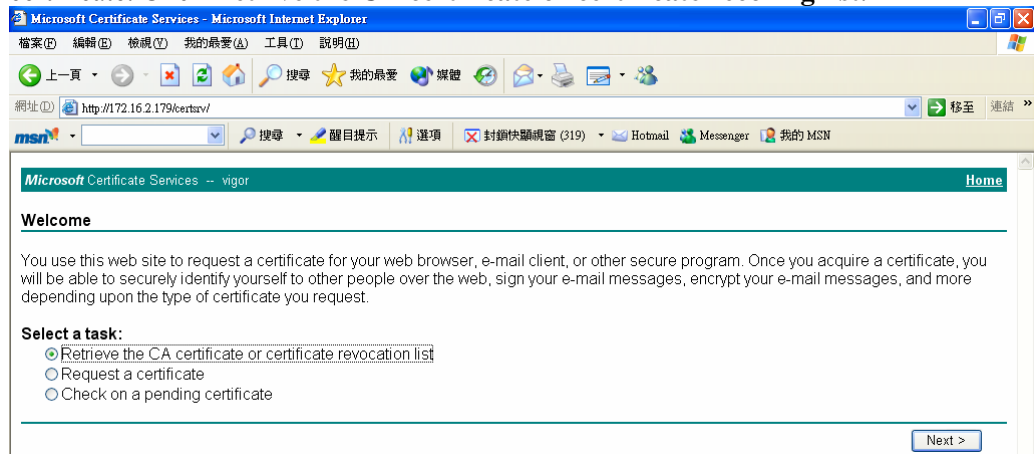 Microsoft Certificate Services - Microsoft Internet Explorer
檔案(F) 編輯(E) 檢視(V) 我的最愛(A) 工具(T) 說明(H)
上一頁 搜尋 我的最愛 媒體
網址(D) http://172.16.2.179/certsrv/ 移至 連結 »
msn 搜尋 醒目提示 選項 封鎖快顯視窗 (319) Hotmail Messenger 我的 MSN
Microsoft Certificate Services -- vigor Home
Welcome
You use this web site to request a certificate for your web browser, e-mail client, or other secure program. Once you acquire a certificate, you
will be able to securely identify yourself to other people over the web, sign your e-mail messages, encrypt your e-mail messages, and more
depending upon the type of certificate you request.
Select a task:
Retrieve the CA certificate or certificate revocation list
Request a certificate
Check on a pending certificate
Next >